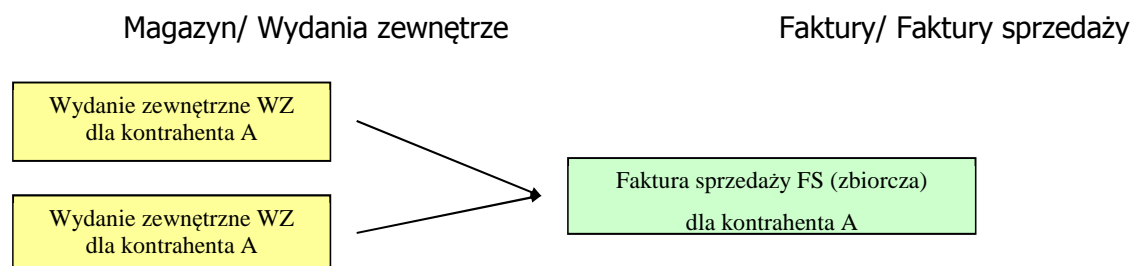 Magazyn/ Wydania zewnętrze
Faktury/ Faktury sprzedaży
Wydanie zewnętrzne WZ
dla kontrahenta A
Faktura sprzedaży FS (zbiorcza)
dla kontrahenta A
Wydanie zewnętrzne WZ
dla kontrahenta A